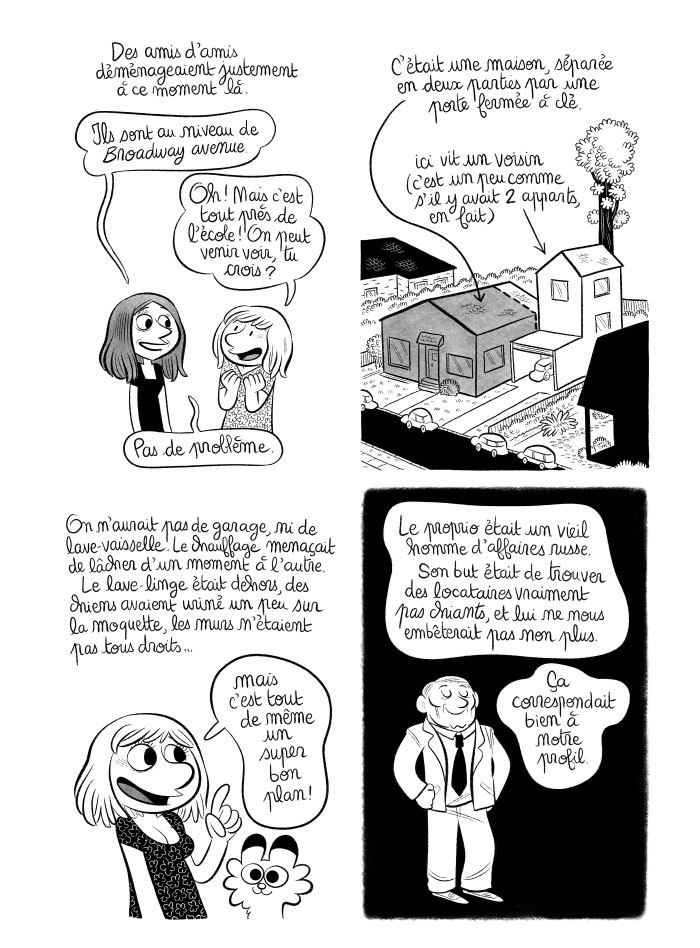 Des amis d'amis
déménageaient justement
à ce moment là.
Ils sont au niveau de
Broadway avenue.
Oh! Mais c'est
tout près de
l'école! On peut
venir voir, tu
crois?
Pas de problème.
C'était une maison, séparée
en deux parties par une
porte fermée à clé.
ici vit un voisin
(c'est un peu comme
s'il y avait 2 apparts,
en fait)
On n'aurait pas de garage, ni de
lave-vaisselle. Le chauffage menaçait
de lâcher d'un moment à l'autre.
Le lave-linge était dehors, des
chiens avaient uriné un peu sur
la moquette, les murs n'étaient
pas tous droits...
mais
c'est tout
de même
un
super
bon
plan!
Le proprio était un vieil
homme d'affaires russe.
Son but était de trouver
des locataires vraiment
pas chiants, et lui ne nous
embêterait pas non plus.
Ça
correspondait
bien à
notre
profil.